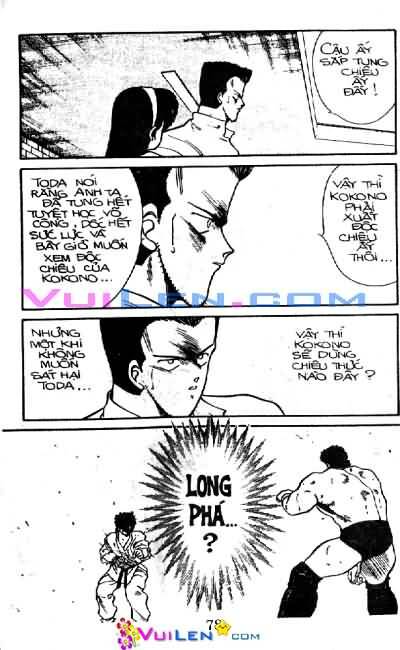 CẬU ẤY
SẮP TUNG
CHIÊU
ẤY
ĐẤY!
TODA NÓI
RẰNG ANH TA
ĐÃ TUNG HẾT
TUYỆT HỌC VÕ
CÔNG, DỐC HẾT
SỨC LỰC VÀ
BÂY GIỜ MUỐN
XEM ĐỘC
CHIÊU CỦA
KOKONO...
VẬY THÌ
KOKONO
PHẢI
XUẤT
ĐỘC
CHIÊU
ẤY
THÔI...
VUILEN.COM
NHƯNG
MỘT KHI
KHÔNG
MUỐN
SÁT HẠI
TODA...
VẬY THÌ
KOKONO
SẼ DÙNG
CHIÊU THỨC
NÀO ĐÂY?
LONG
PHÁ...
?
78
VUILEN.COM